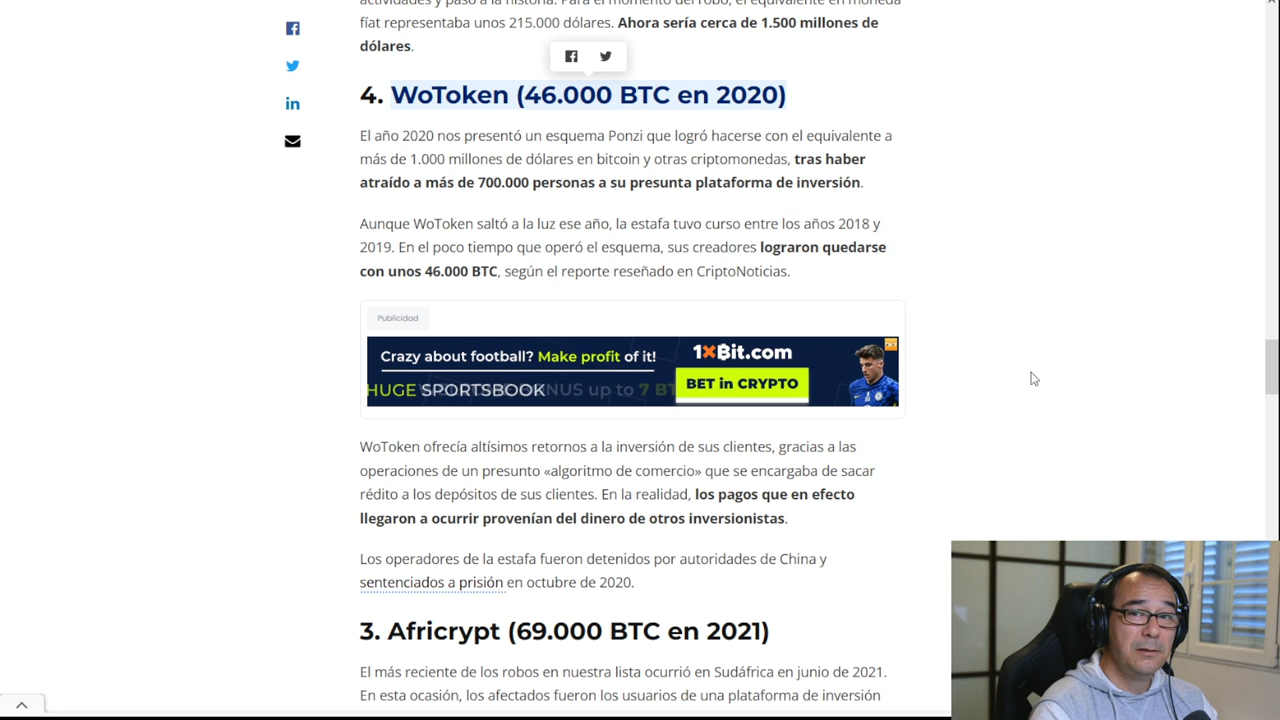 actividades y pasó a la historia. Para el momento del robo, el equivalente en moneda
fíat representaba unos 215.000 dólares. Ahora sería cerca de 1.500 millones de
dólares.
4. WoToken (46.000 BTC en 2020)
El año 2020 nos presentó un esquema Ponzi que logró hacerse con el equivalente a
más de 1.000 millones de dólares en bitcoin y otras criptomonedas, tras haber
atraído a más de 700.000 personas a su presunta plataforma de inversión.
Aunque WoToken saltó a la luz ese año, la estafa tuvo curso entre los años 2018 y
2019. En el poco tiempo que operó el esquema, sus creadores lograron quedarse
con unos 46.000 BTC, según el reporte reseñado en CriptoNoticias.
Publicidad
Crazy about football? Make profit of it!
HUGE SPORTSBOOK
BONUS up to 7 BT
1xBit.com
BET in CRYPTO
WoToken ofrecía altísimos retornos a la inversión de sus clientes, gracias a las
operaciones de un presunto «algoritmo de comercio» que se encargaba de sacar
rédito a los depósitos de sus clientes. En la realidad, los pagos que en efecto
llegaron a ocurrir provenían del dinero de otros inversionistas.
Los operadores de la estafa fueron detenidos por autoridades de China y
sentenciados a prisión en octubre de 2020.
3. Africrypt (69.000 BTC en 2021)
El más reciente de los robos en nuestra lista ocurrió en Sudáfrica en junio de 2021.
En esta ocasión, los afectados fueron los usuarios de una plataforma de inversión